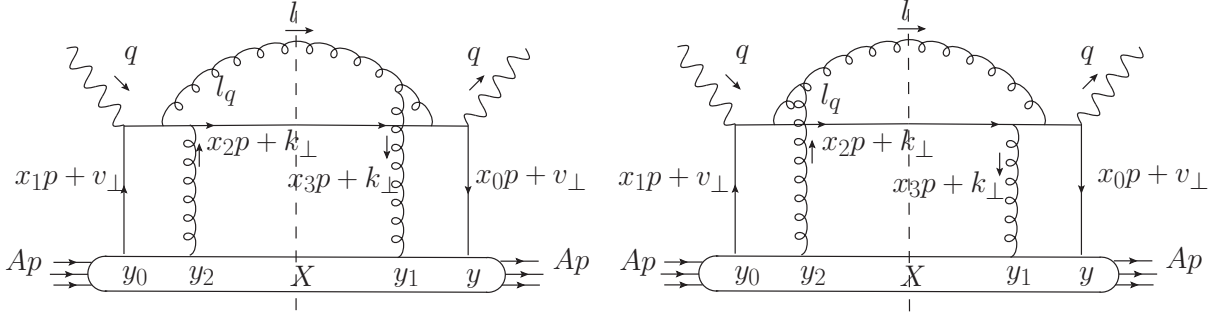 l l
q q q q
l_q l_q
x_2p + k_⊥ x_2p + k_⊥
x_1p + v_⊥ x_3p + k_⊥ x_0p + v_⊥ x_1p + v_⊥ x_3p + k_⊥ x_0p + v_⊥
Ap Ap Ap Ap
y_0 y_2 X y_1 y y_0 y_2 X y_1 y